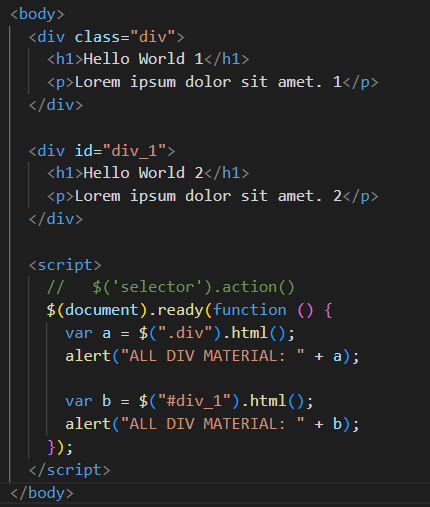 <body>
<div class="div">
<h1>Hello World 1</h1>
<p>Lorem ipsum dolor sit amet. 1</p>
</div>
<div id="div_1">
<h1>Hello World 2</h1>
<p>Lorem ipsum dolor sit amet. 2</p>
</div>
<script>
//   $('selector').action()
$(document).ready(function () {
var a = $(".div").html();
alert("ALL DIV MATERIAL: " + a);
var b = $("#div_1").html();
alert("ALL DIV MATERIAL: " + b);
});
</script>
</body>